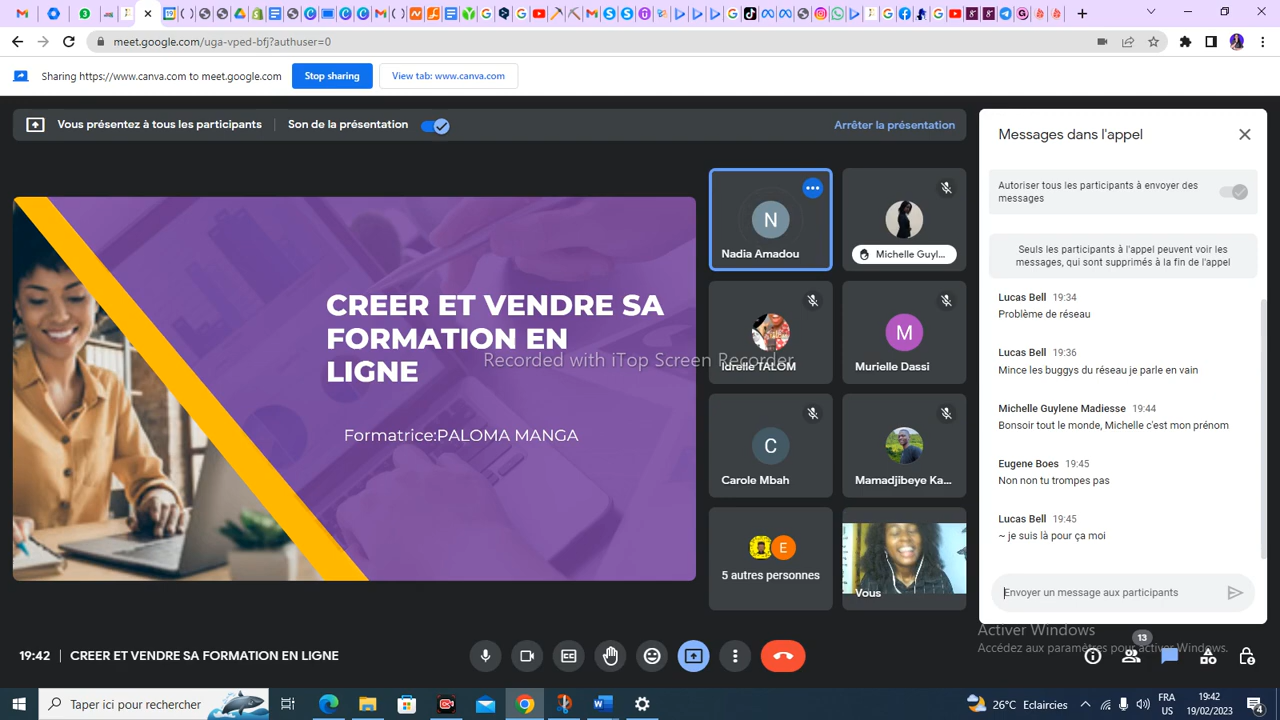 meet.google.com/uga-vped-bfj?authuser=0
Sharing https://www.canva.com to meet.google.com
Stop sharing
View tab: www.canva.com
Vous présentez à tous les participants
Son de la présentation
Arrêter la présentation
CREER ET VENDRE SA
FORMATION EN
LIGNE
Formatrice:PALOMA MANGA
Recorded with iTop Screen Recorder
N
Nadia Amadou
Michelle Guyl...
Idrelle TALOM
M
Murielle Dassi
C
Carole Mbah
Mamadjibeye Ka...
E
5 autres personnes
Vous
Messages dans l'appel
Autoriser tous les participants à envoyer des
messages
Seuls les participants à l'appel peuvent voir les
messages, qui sont supprimés à la fin de l'appel
Lucas Bell 19:34
Problème de réseau
Lucas Bell 19:36
Mince les buggys du réseau je parle en vain
Michelle Guylene Madiesse 19:44
Bonsoir tout le monde, Michelle c'est mon prénom
Eugene Boes 19:45
Non non tu trompes pas
Lucas Bell 19:45
~ je suis là pour ça moi
Envoyer un message aux participants
Activer Windows
Accédez aux paramètres pour activer Windows.
19:42 | CREER ET VENDRE SA FORMATION EN LIGNE
13
Taper ici pour rechercher
26°C Eclaircies
FRA
US
19:42
19/02/2023
4